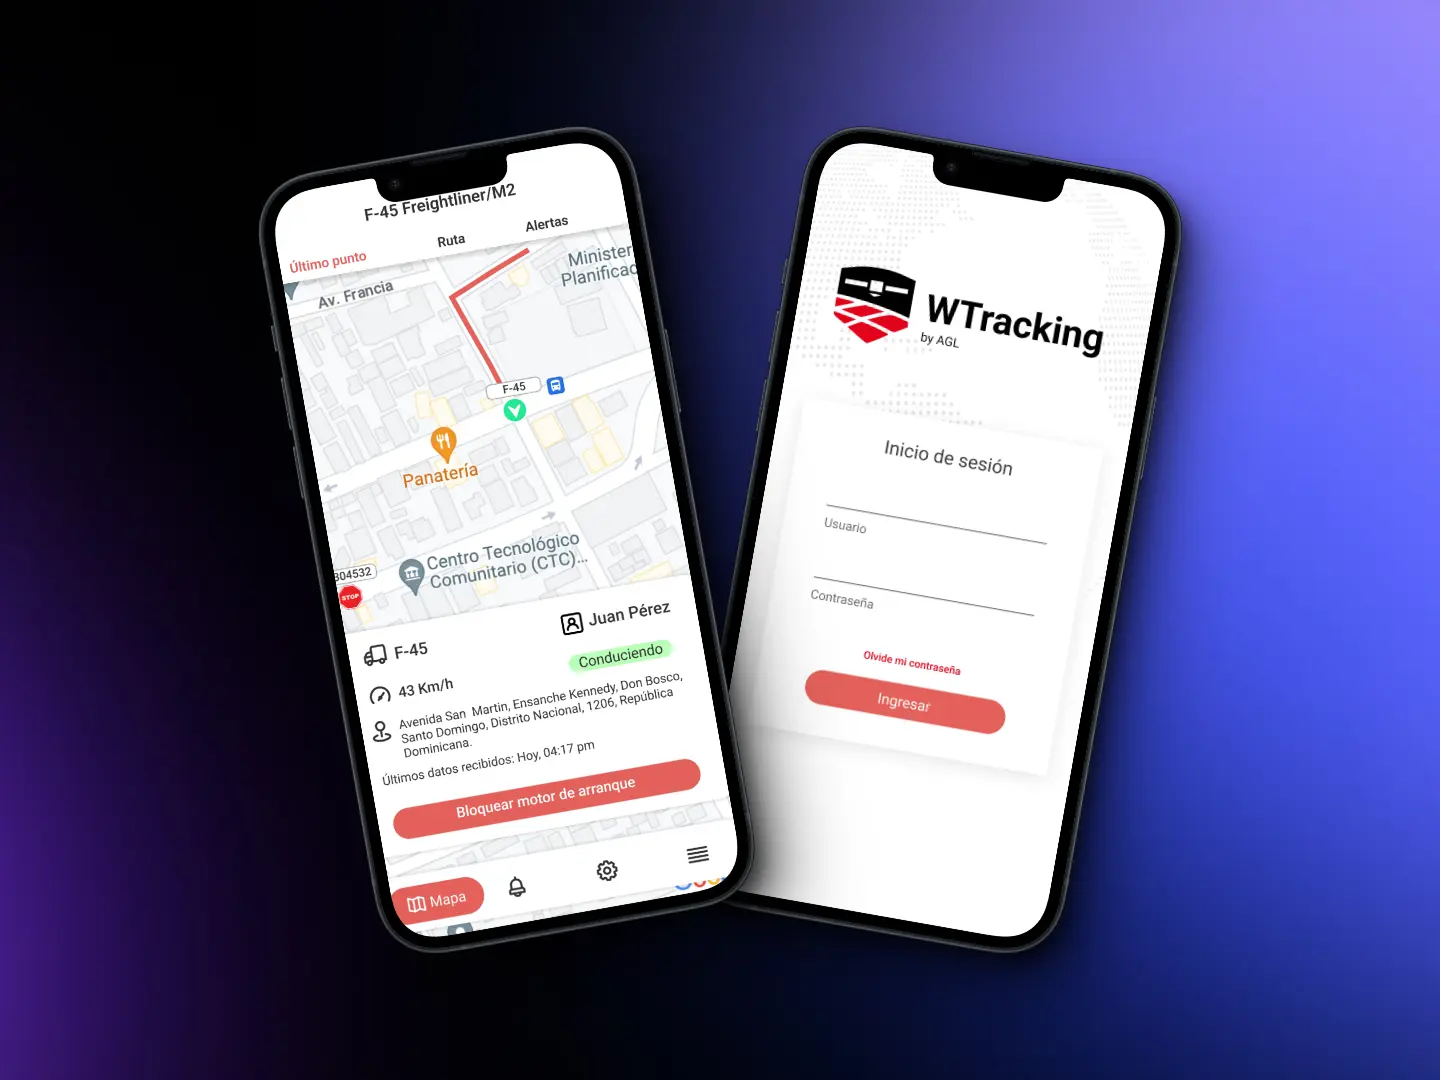 F-45 Freightliner/M2
Último punto
Ruta
Alertas
Av. Francia
Minister
Planificac
F-45
Panatería
Centro Tecnológico
Comunitario (CTC)...
304532
STOP
F-45
Juan Pérez
43 Km/h
Conduciendo
Avenida San Martin, Ensanche Kennedy, Don Bosco,
Santo Domingo, Distrito Nacional, 1206, República
Dominicana.
Últimos datos recibidos: Hoy, 04:17 pm
Bloquear motor de arranque
Mapa
WTracking
by AGL
Inicio de sesión
Usuario
Contraseña
Olvide mi contraseña
Ingresar